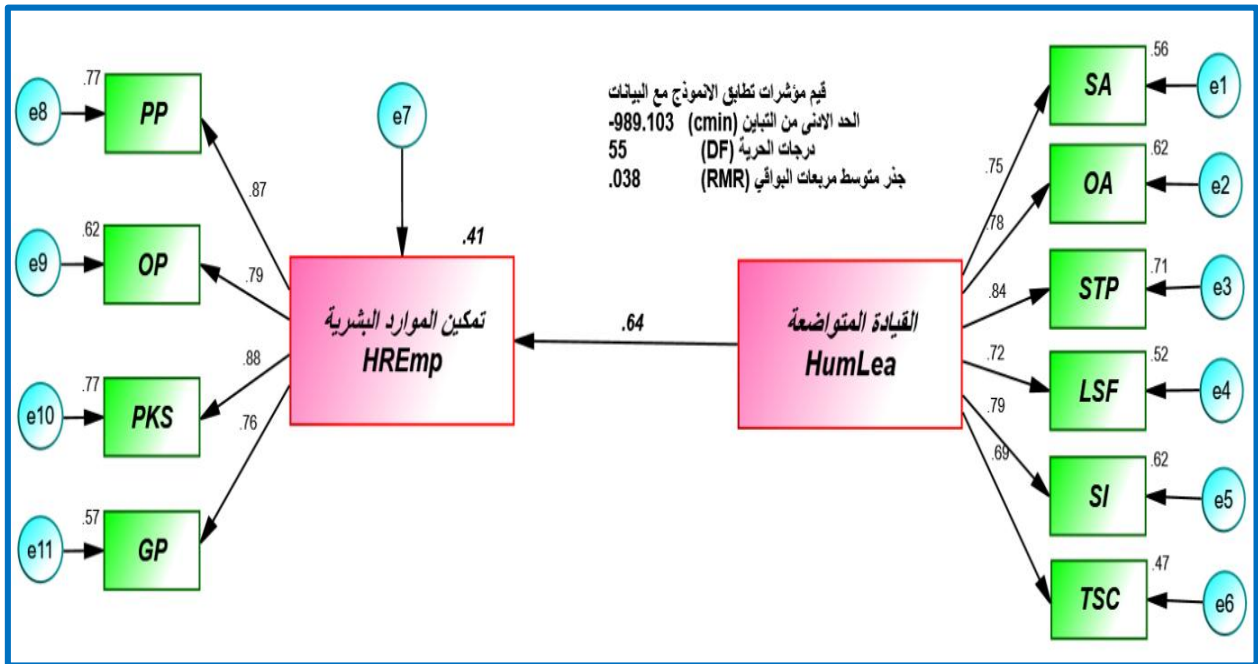 قيم مؤشرات تطابق الانموذج مع البيانات
الحد الادنى من التباين (cmin) -989.103
درجات الحرية (DF) 55
جذر متوسط مربعات البواقي (RMR) .038
e8
.77
PP
.87
e9
.62
OP
.79
e10
.77
PKS
.88
e11
.57
GP
.76
e7
.41
تمكين الموارد البشرية
HREmp
.64
القيادة المتواضعة
HumLea
.75
SA
.56
e1
.78
OA
.62
e2
.84
STP
.71
e3
.72
LSF
.52
e4
.79
SI
.62
e5
.69
TSC
.47
e6